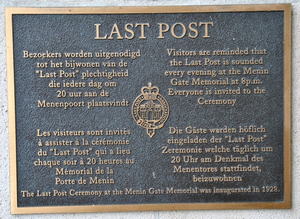 LAST POST
Bezoekers worden uitgenodigd
tot het bijwonen van de
"Last Post" plechtigheid
die iedere dag om
20 uur aan de
Menenpoort plaatsvindt
Visitors are reminded that
the Last Post is sounded
every evening at the Menin
Gate Memorial at 8p.m.
Everyone is invited to the
Ceremony
Les visiteurs sont invités
à assister à la cérémonie
du "Last Post" qui a lieu
chaque soir à 20 heures au
Mémorial de la
Porte de Menin
Die Gäste warden höflich
eingeladen der "Last Post"
Zeremonie welche täglich um
20 Uhr am Denkmal des
Menentores stattfindet,
beizuwohnen
The Last Post Ceremony at the Menin Gate Memorial was inaugurated in 1928.